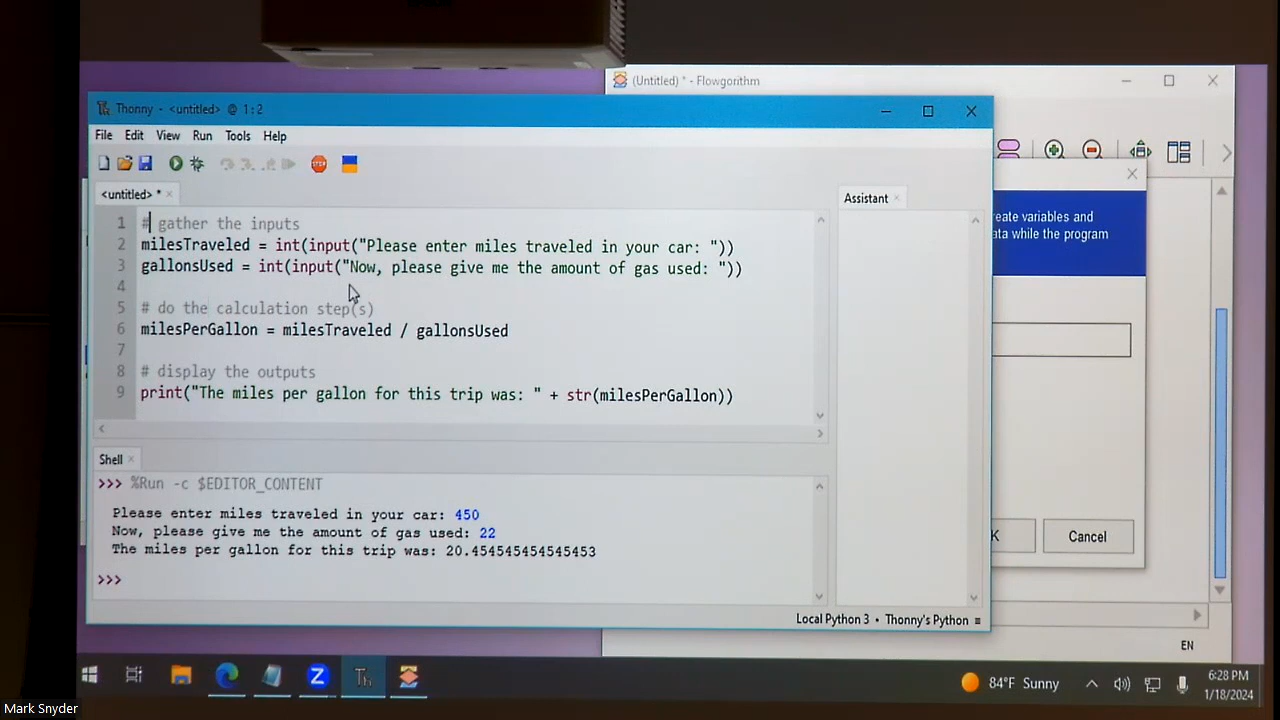 (Untitled) * - Flowgorithm
Thonny - <untitled> @ 1:2
File Edit View Run Tools Help
STOP
<untitled> *
Assistant
1 # gather the inputs
2 milesTraveled = int(input("Please enter miles traveled in your car: "))
3 gallonsUsed = int(input("Now, please give me the amount of gas used: "))
4
5 # do the calculation step(s)
6 milesPerGallon = milesTraveled / gallonsUsed
7
8 # display the outputs
9 print("The miles per gallon for this trip was: " + str(milesPerGallon))
reate variables and
ata while the program
K
Cancel
Shell
>>> %Run -c $EDITOR_CONTENT
Please enter miles traveled in your car: 450
Now, please give me the amount of gas used: 22
The miles per gallon for this trip was: 20.454545454545453
>>>
Local Python 3 • Thonny's Python ≡
EN
Z
Th
84°F Sunny
6:28 PM
1/18/2024
Mark Snyder